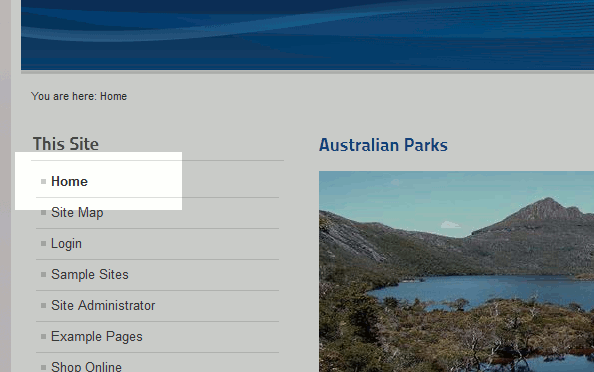 You are here: Home
This Site
Home
Site Map
Login
Sample Sites
Site Administrator
Example Pages
Shop Online
Australian Parks